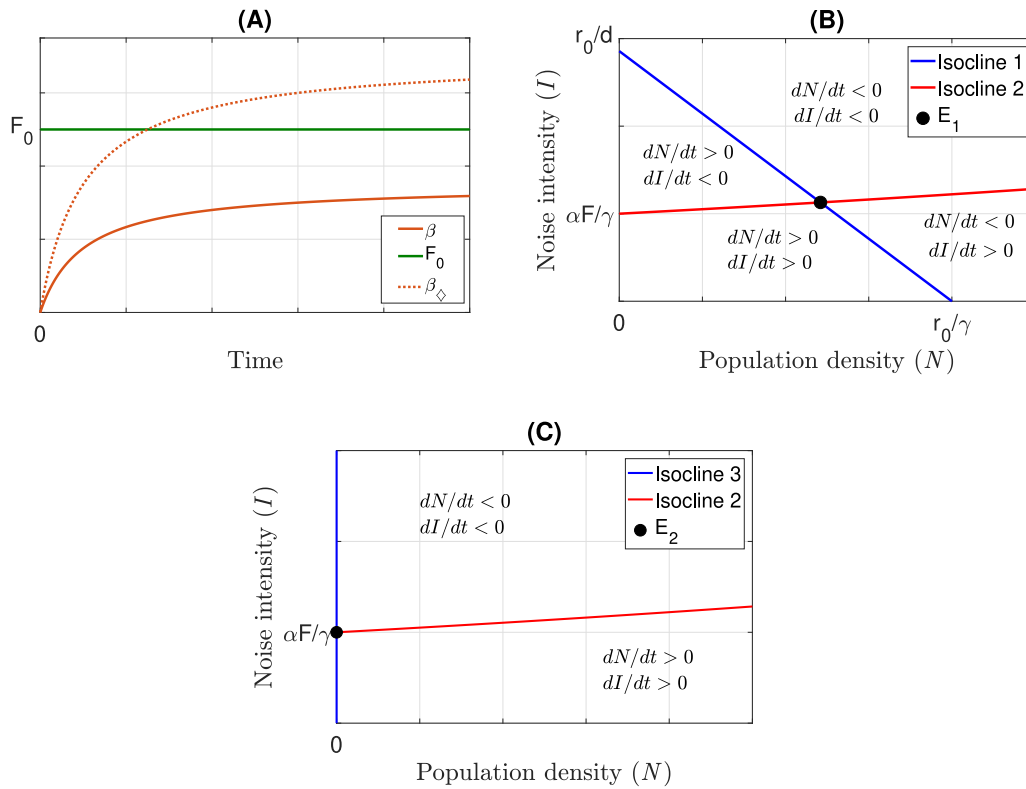 (A)
F0
0
Time
β
F0
β◊
(B)
r0/d
αF/γ
0
r0/γ
Noise intensity (I)
Population density (N)
Isocline 1
Isocline 2
E1
dN/dt < 0
dI/dt < 0
dN/dt > 0
dI/dt < 0
dN/dt > 0
dI/dt > 0
dN/dt < 0
dI/dt > 0
(C)
αF/γ
0
Noise intensity (I)
Population density (N)
Isocline 3
Isocline 2
E2
dN/dt < 0
dI/dt < 0
dN/dt > 0
dI/dt > 0